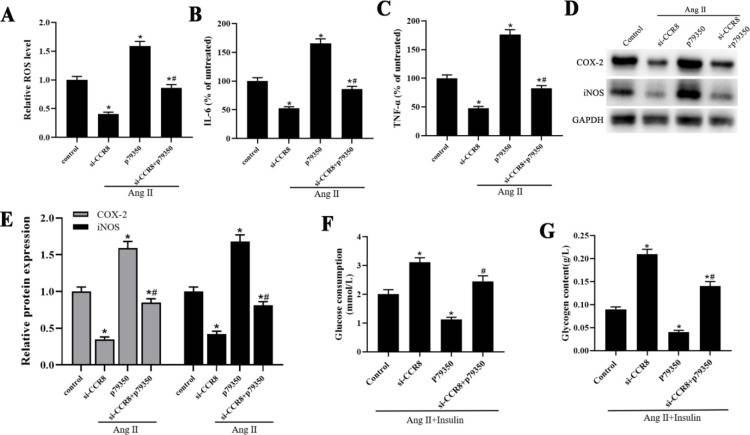 A
Relative ROS level
2.0
1.5
1.0
0.5
0.0
*
*
*#
control
si-CCR8
p79350
si-CCR8+p79350
Ang II
B
IL-6 (% of untreated)
200
150
100
50
0
*
*
*#
control
si-CCR8
p79350
si-CCR8+p79350
Ang II
C
TNF-α (% of untreated)
200
150
100
50
0
*
*
*#
control
si-CCR8
p79350
si-CCR8+p79350
Ang II
D
Ang II
Control
si-CCR8
p79350
si-CCR8
+p79350
COX-2
iNOS
GAPDH
E
COX-2
iNOS
Relative protein expression
2.0
1.5
1.0
0.5
0.0
*
*
*#
*
*
*#
control
si-CCR8
p79350
si-CCR8+p79350
control
si-CCR8
p79350
si-CCR8+p79350
Ang II
Ang II
F
Glucose consumption
(mmol/L)
4
3
2
1
0
*
*
#
Control
si-CCR8
P79350
si-CCR8+p79350
Ang II+Insulin
G
Glycogen content(g/L)
0.25
0.20
0.15
0.10
0.05
0.00
*
*
*#
Control
si-CCR8
P79350
si-CCR8+p79350
Ang II+Insulin